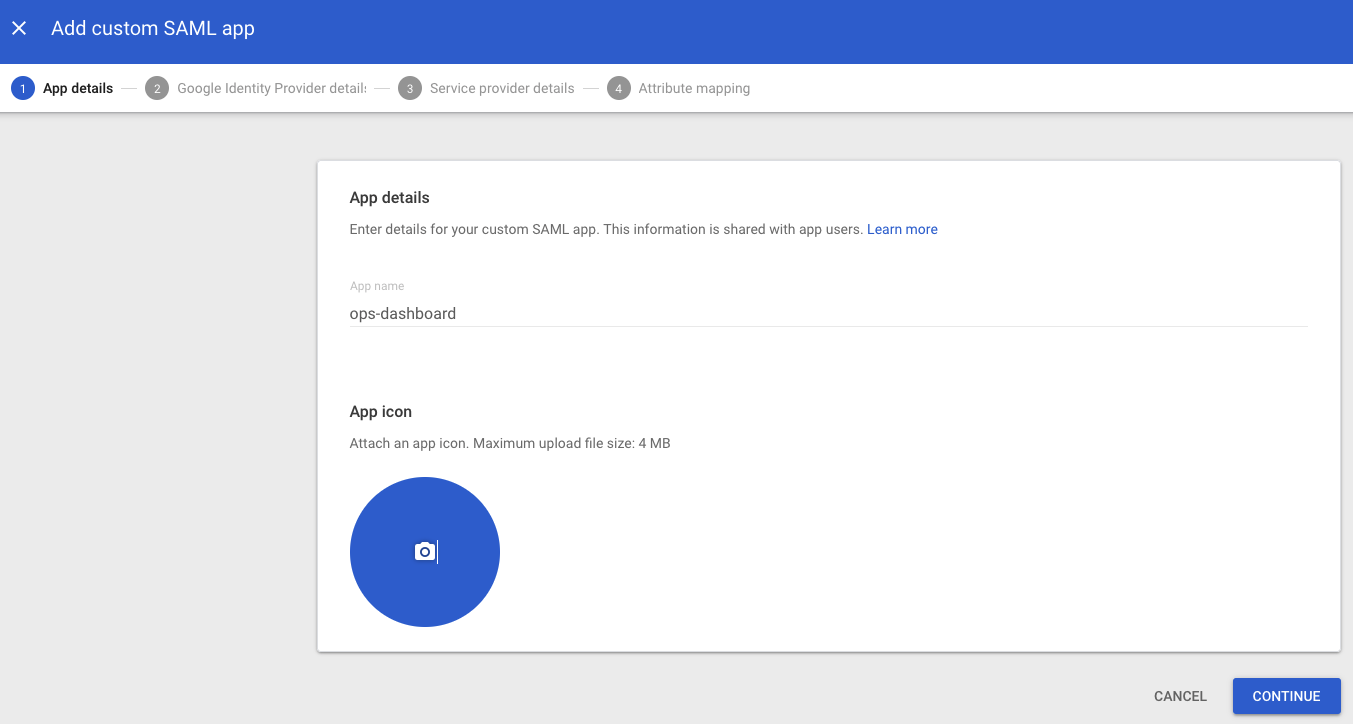 Add custom SAML app
1 App details 2 Google Identity Provider details 3 Service provider details 4 Attribute mapping
App details
Enter details for your custom SAML app. This information is shared with app users. Learn more
App name
ops-dashboard
App icon
Attach an app icon. Maximum upload file size: 4 MB
CANCEL CONTINUE